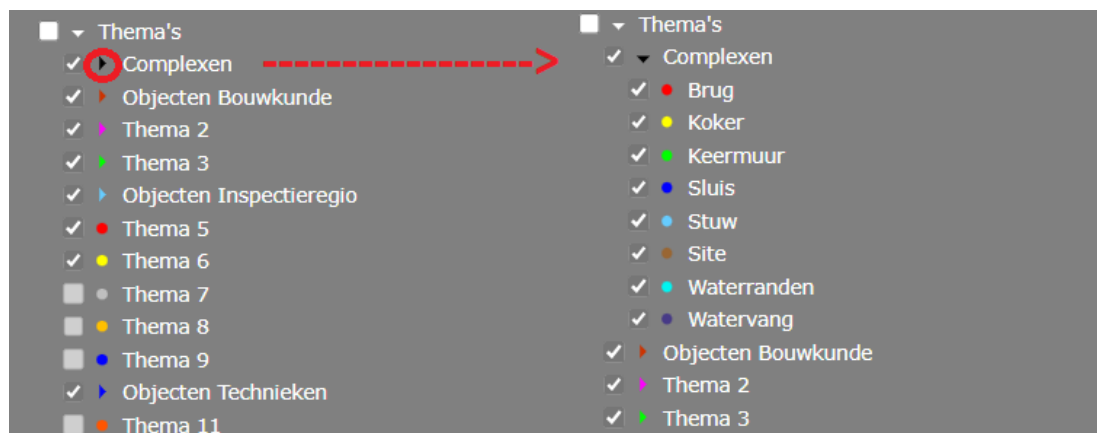 Thema's
Complexen
Objecten Bouwkunde
Thema 2
Thema 3
Objecten Inspectieregio
Thema 5
Thema 6
Thema 7
Thema 8
Thema 9
Objecten Technieken
Thema 11
Thema's
Complexen
Brug
Koker
Keermuur
Sluis
Stuw
Site
Waterranden
Watervang
Objecten Bouwkunde
Thema 2
Thema 3